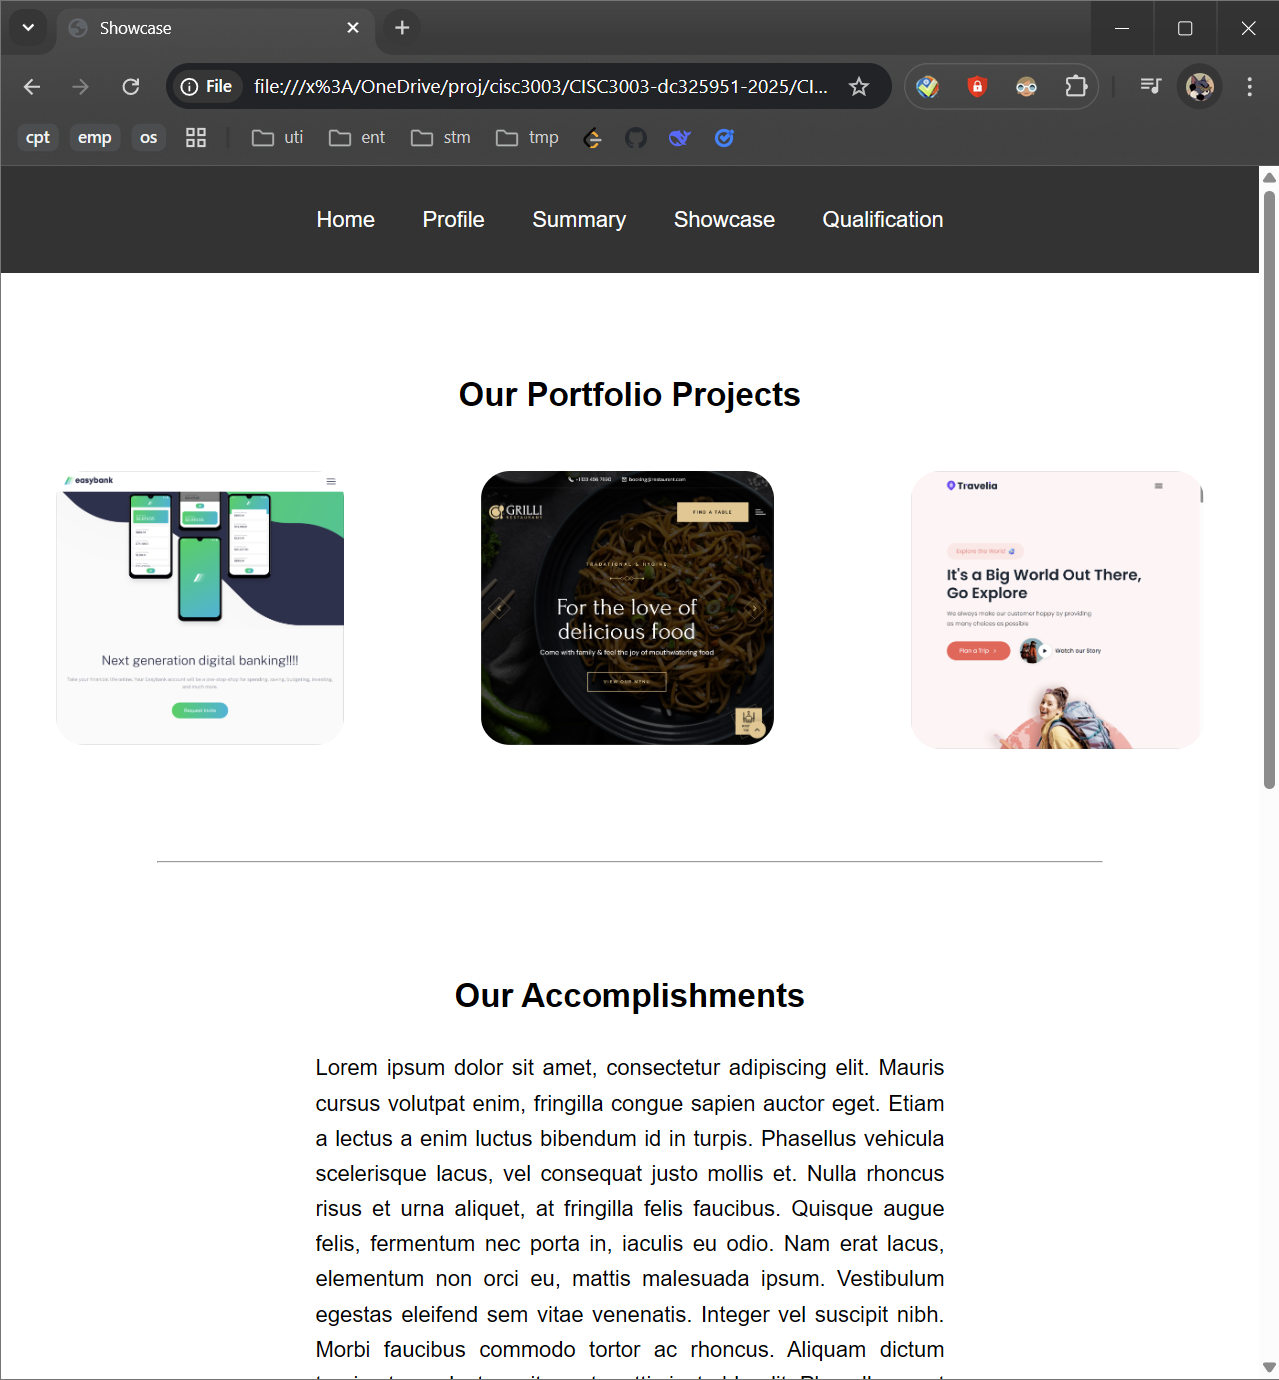 Showcase
File file:///x%3A/OneDrive/proj/cisc3003/CISC3003-dc325951-2025/CI...
cpt emp os uti ent stm tmp
Home Profile Summary Showcase Qualification
Our Portfolio Projects
easybank
Next generation digital banking!!!!
and much more.
Request Invite
booking@restaurant.com
GRILLI
RESTAURANT
FIND A TABLE
TRADITIONAL & HYGINE
For the love of
delicious food
Come with family & feel the joy of mouthwatering food
VIEW OUR MENU
Travelia
Explore the World
It's a Big World Out There,
Go Explore
We always make our customer happy by providing
as many choices as possible
Plan a Trip
Watch our Story
Our Accomplishments
Lorem ipsum dolor sit amet, consectetur adipiscing elit. Mauris
cursus volutpat enim, fringilla congue sapien auctor eget. Etiam
a lectus a enim luctus bibendum id in turpis. Phasellus vehicula
scelerisque lacus, vel consequat justo mollis et. Nulla rhoncus
risus et urna aliquet, at fringilla felis faucibus. Quisque augue
felis, fermentum nec porta in, iaculis eu odio. Nam erat lacus,
elementum non orci eu, mattis malesuada ipsum. Vestibulum
egestas eleifend sem vitae venenatis. Integer vel suscipit nibh.
Morbi faucibus commodo tortor ac rhoncus. Aliquam dictum